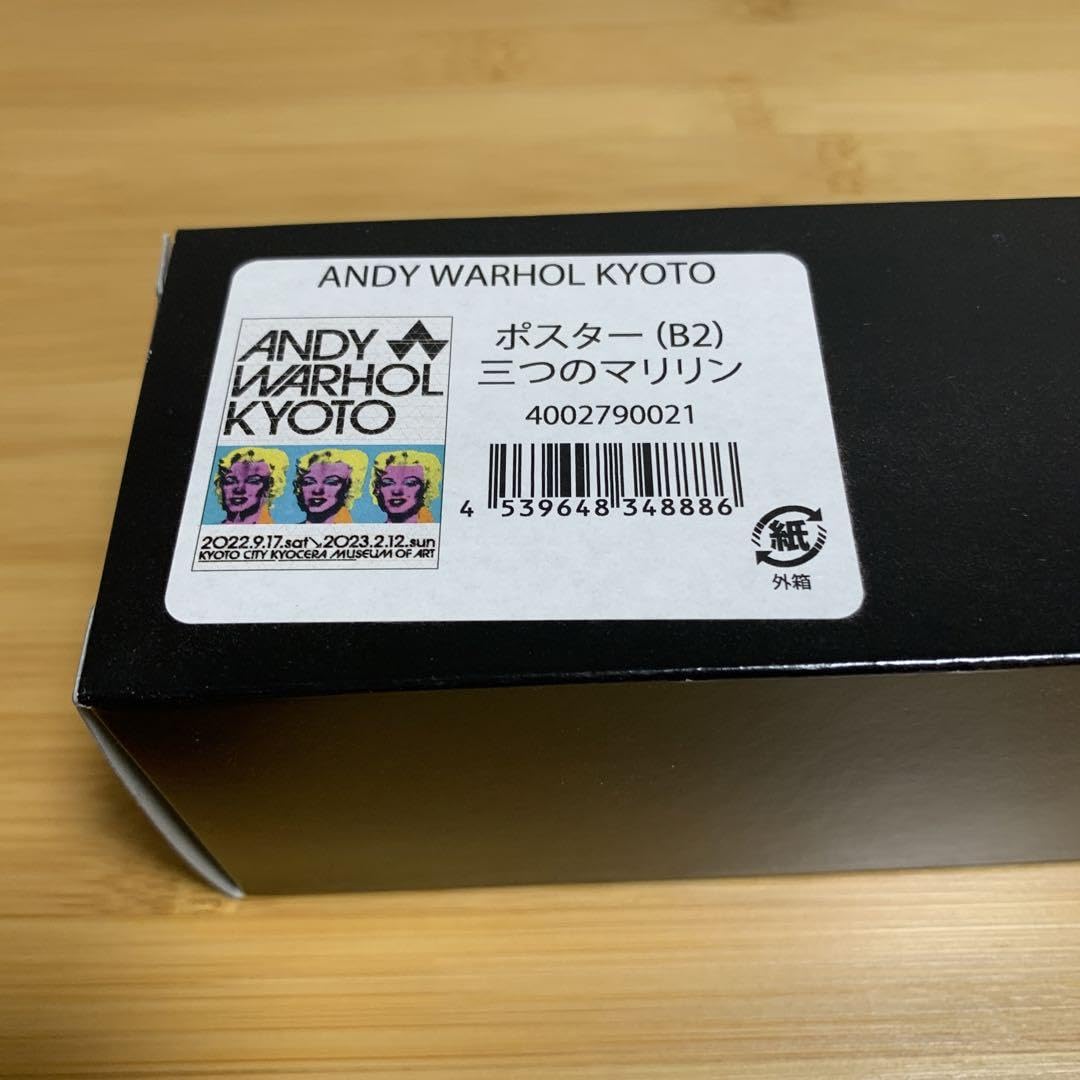 ANDY WARHOL KYOTO
ANDY
WARHOL
KYOTO
2022.9.17.sat↘2023.2.12.sun
KYOTO CITY KYOCERA MUSEUM OF ART
ポスター (B2)
三つのマリリン
4002790021
4 539648 348886
紙
外箱